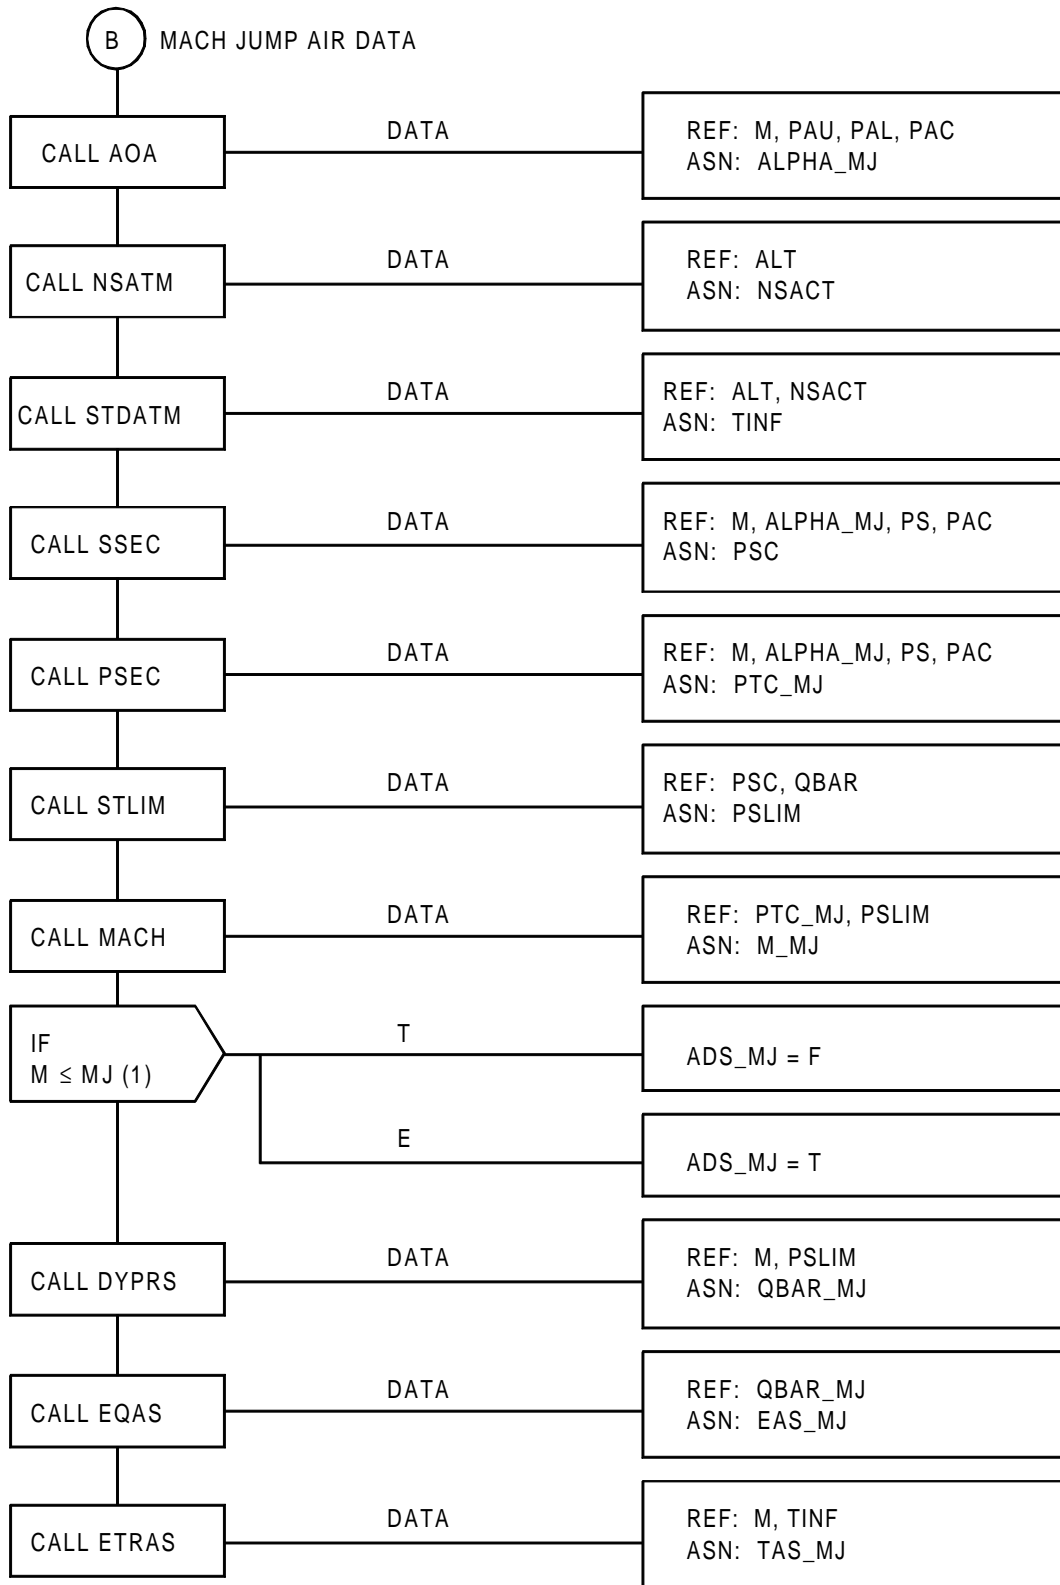 B MACH JUMP AIR DATA
CALL AOA
DATA
REF: M, PAU, PAL, PAC
ASN: ALPHA_MJ
CALL NSATM
DATA
REF: ALT
ASN: NSACT
CALL STDATM
DATA
REF: ALT, NSACT
ASN: TINF
CALL SSEC
DATA
REF: M, ALPHA_MJ, PS, PAC
ASN: PSC
CALL PSEC
DATA
REF: M, ALPHA_MJ, PS, PAC
ASN: PTC_MJ
CALL STLIM
DATA
REF: PSC, QBAR
ASN: PSLIM
CALL MACH
DATA
REF: PTC_MJ, PSLIM
ASN: M_MJ
IF
M ≤ MJ (1)
T
ADS_MJ = F
E
ADS_MJ = T
CALL DYPRS
DATA
REF: M, PSLIM
ASN: QBAR_MJ
CALL EQAS
DATA
REF: QBAR_MJ
ASN: EAS_MJ
CALL ETRAS
DATA
REF: M, TINF
ASN: TAS_MJ